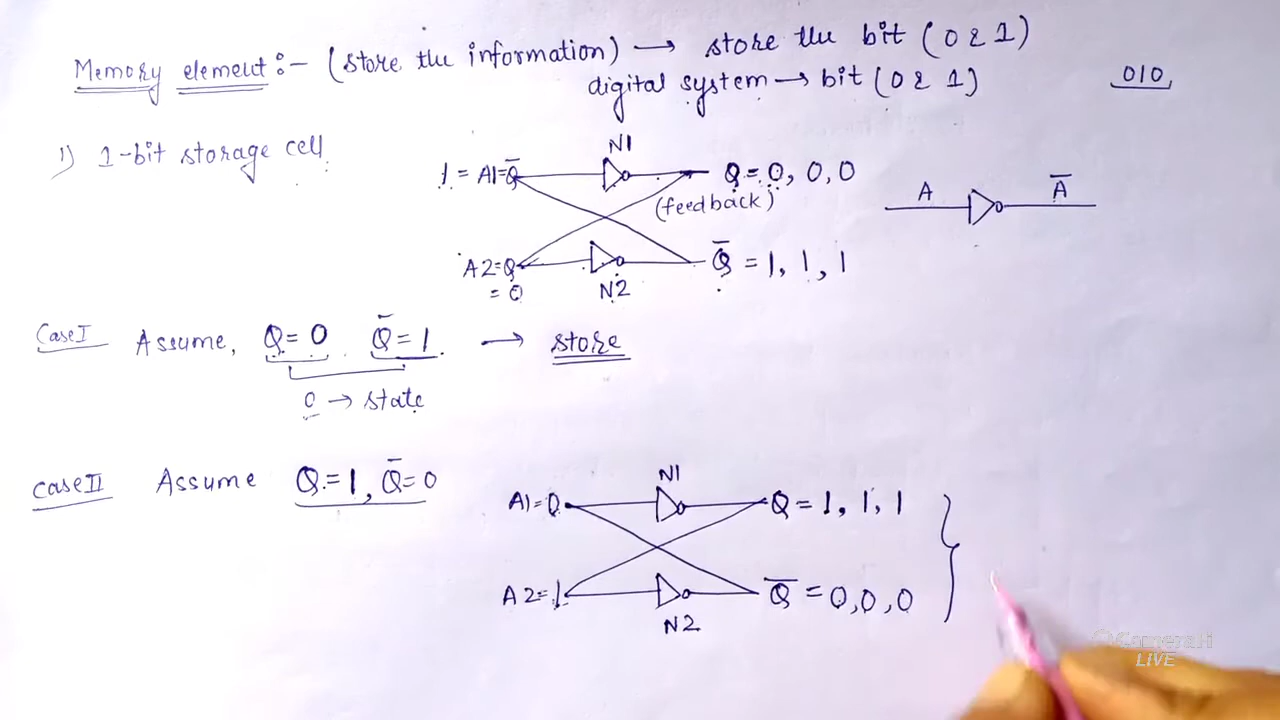 Memory element :- (store the information) → store the bit (0 & 1)
digital system → bit (0 & 1)
010
1) 1-bit storage cell
N1
1 = A1 = Q̅
Q = 0, 0, 0
(feedback)
A
A̅
A2 = Q
= 0
Q̅ = 1, 1, 1
N2
Case I Assume, Q = 0 Q̅ = 1 → store
0 → state
Case II Assume Q = 1, Q̅ = 0
N1
A1 = 0
Q = 1, 1, 1
A2 = 1
Q̅ = 0, 0, 0
N2
CameraFi
LIVE